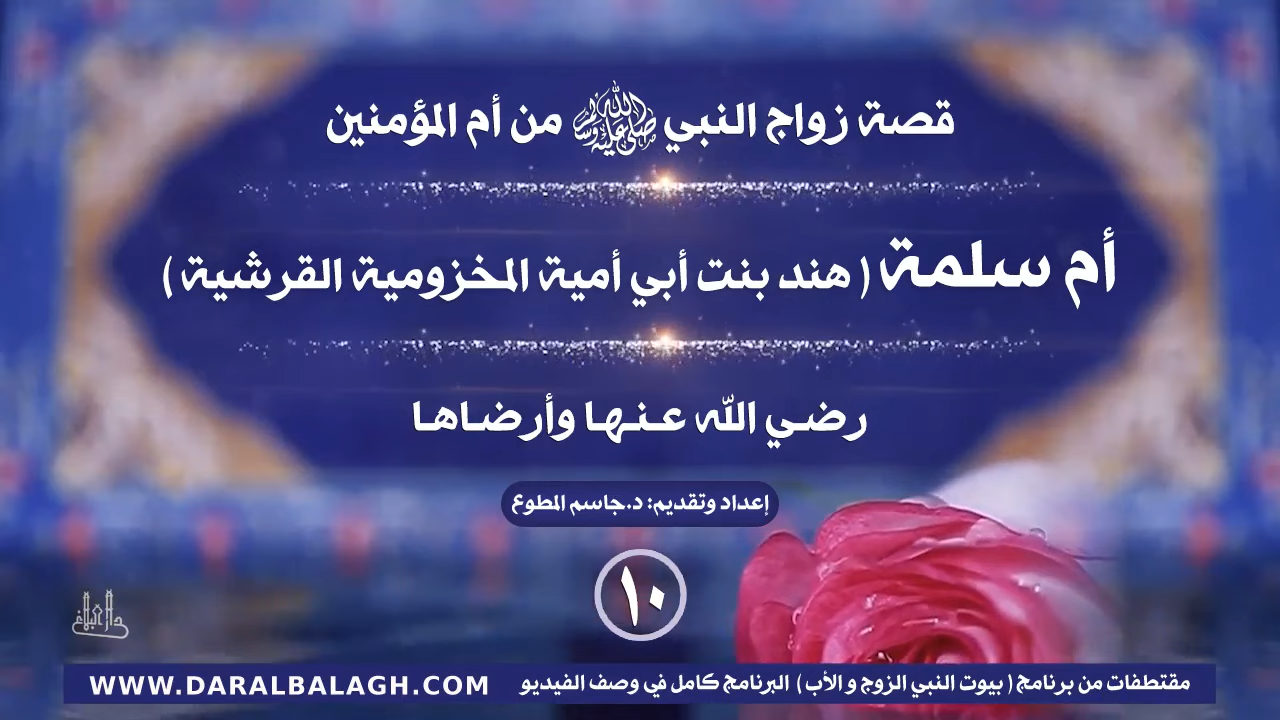 قصة زواج النبي ﷺ من أم المؤمنين
أم سلمة ( هند بنت أبي أمية المخزومية القرشية )
رضي الله عنها وأرضاها
إعداد وتقديم: د.جاسم المطوع
١٠
دار البلاغ
مقتطفات من برنامج ( بيوت النبي الزوج و الأب ) البرنامج كامل في وصف الفيديو WWW.DARALBALAGH.COM